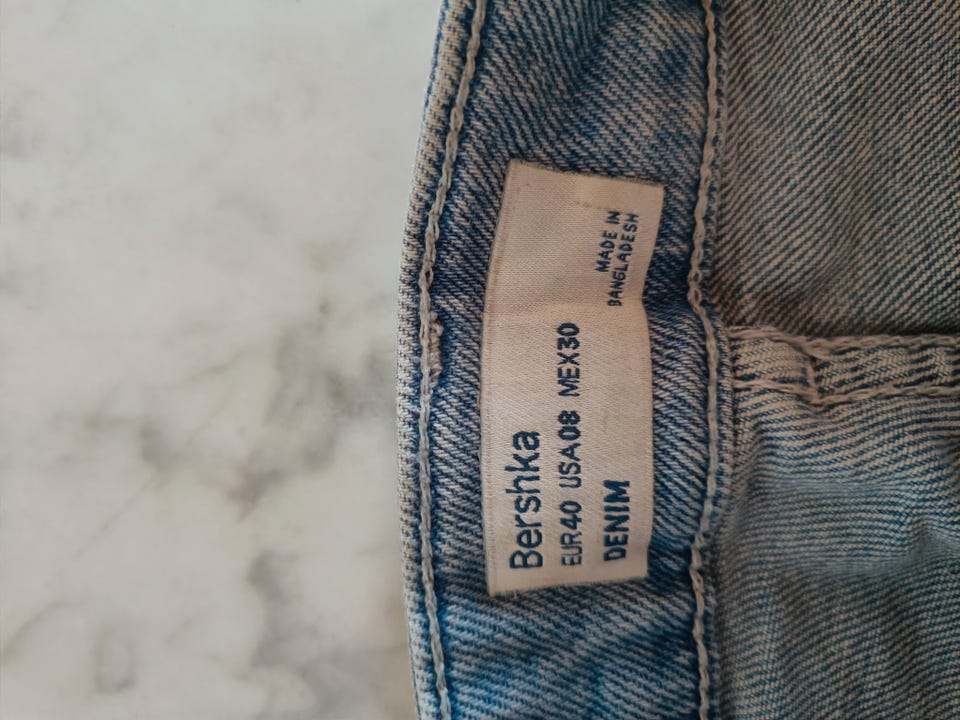 Bershka
EUR40 USA08 MEX30
DENIM
MADE IN
BANGLADESH